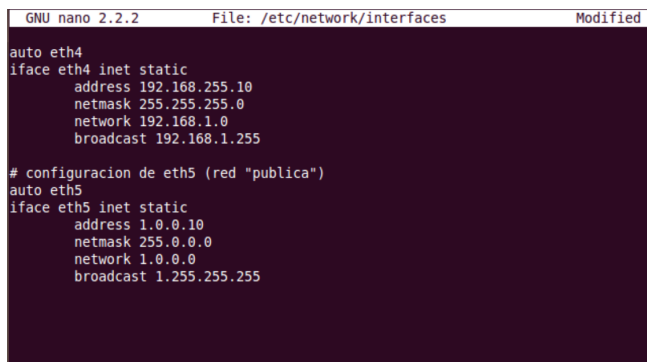 GNU nano 2.2.2 File: /etc/network/interfaces Modified
auto eth4
iface eth4 inet static
address 192.168.255.10
netmask 255.255.255.0
network 192.168.1.0
broadcast 192.168.1.255
# configuracion de eth5 (red "publica")
auto eth5
iface eth5 inet static
address 1.0.0.10
netmask 255.0.0.0
network 1.0.0.0
broadcast 1.255.255.255